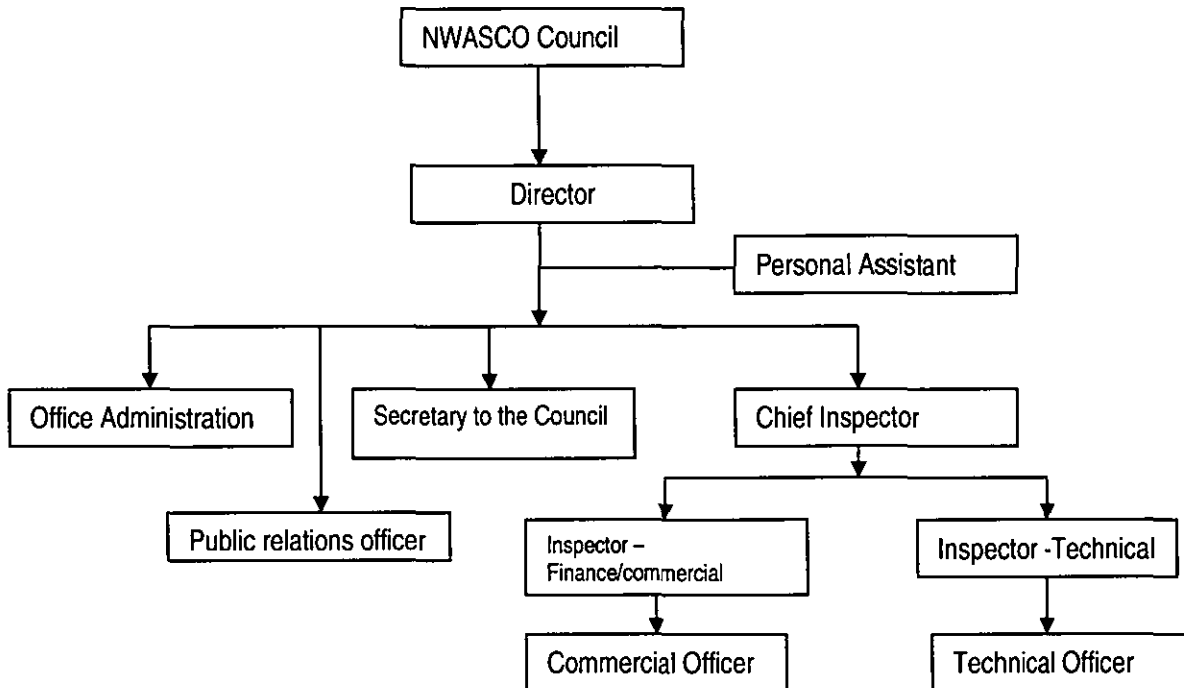 NWASCO Council
Director
Personal Assistant
Office Administration
Secretary to the Council
Chief Inspector
Public relations officer
Inspector –
Finance/commercial
Inspector -Technical
Commercial Officer
Technical Officer